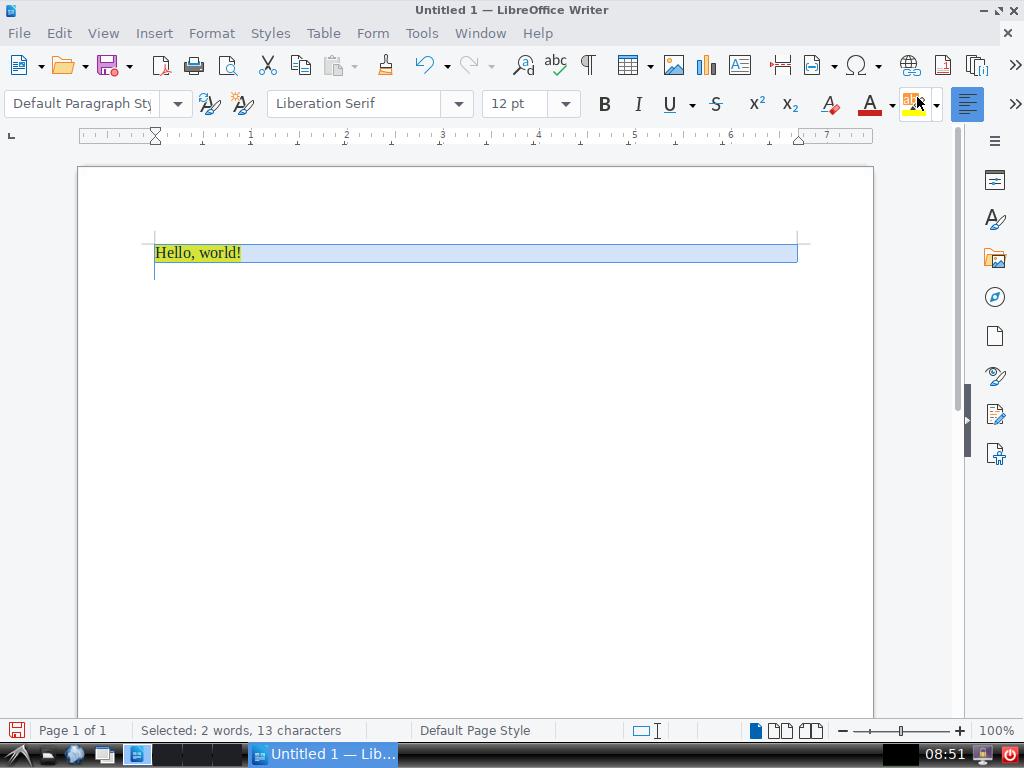 Untitled 1 — LibreOffice Writer
File Edit View Insert Format Styles Table Form Tools Window Help
Default Paragraph Sty Liberation Serif 12 pt
1 2 3 4 5 6 7
Hello, world!
Page 1 of 1 Selected: 2 words, 13 characters Default Page Style 100%
Untitled 1 — Lib... 08:51